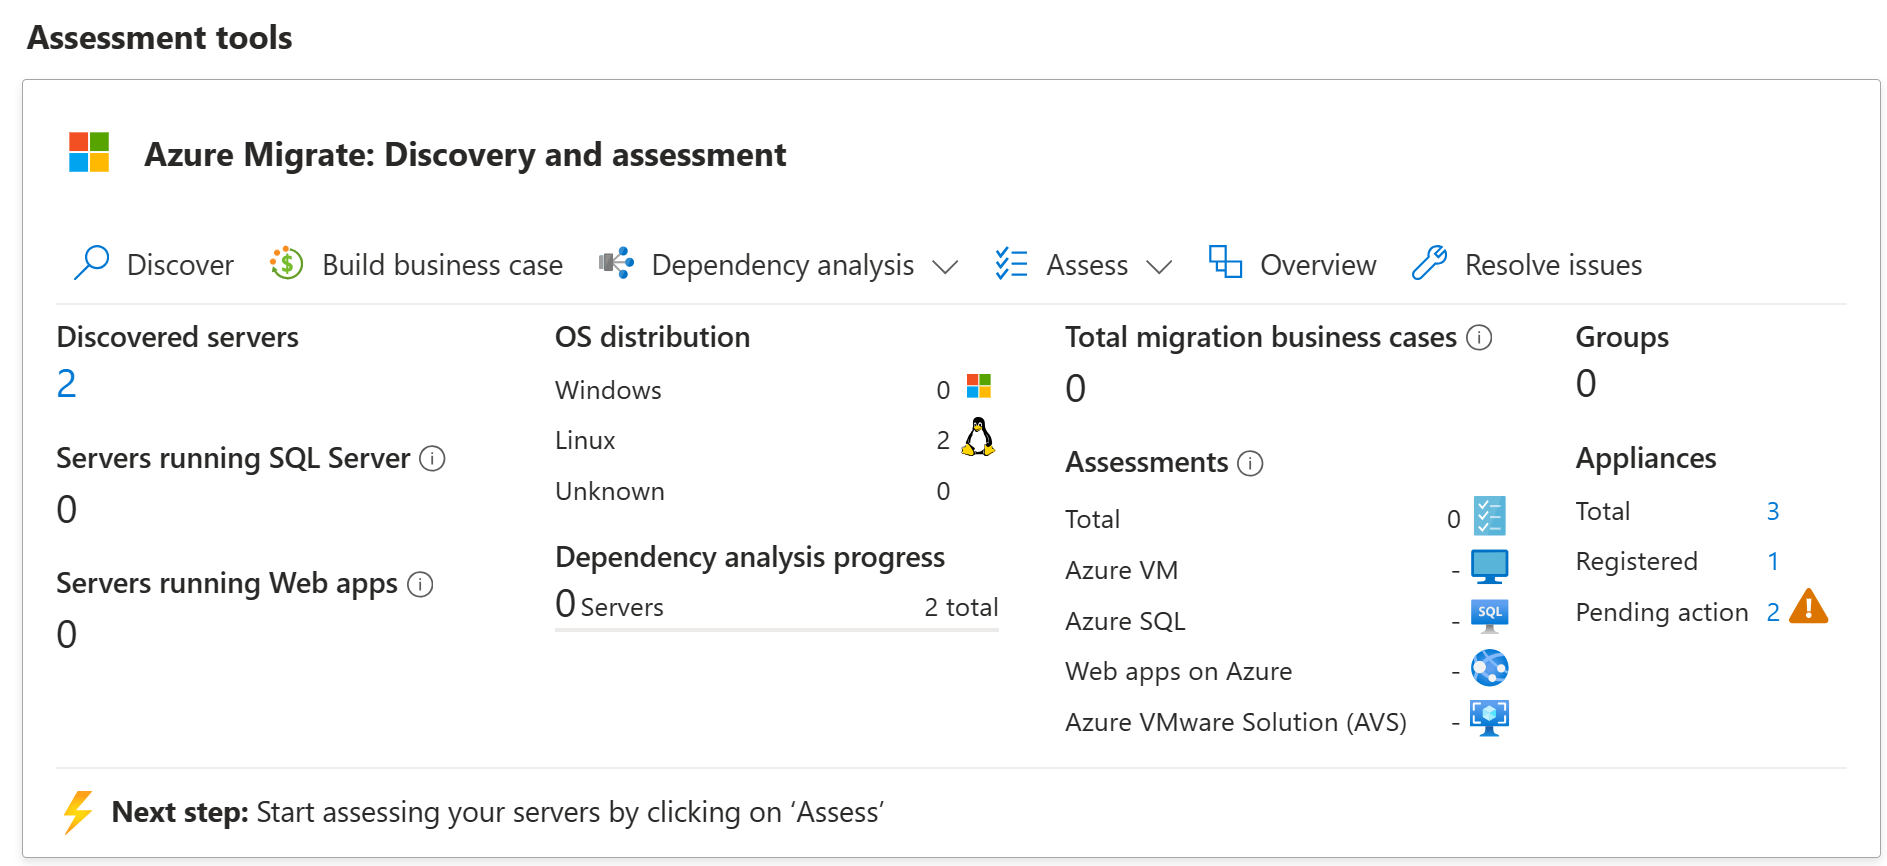 Assessment tools
Azure Migrate: Discovery and assessment
Discover Build business case Dependency analysis Assess Overview Resolve issues
Discovered servers
2
Servers running SQL Server
0
Servers running Web apps
0
OS distribution
Windows 0
Linux 2
Unknown 0
Dependency analysis progress
0 Servers 2 total
Total migration business cases
0
Assessments
Total 0
Azure VM -
Azure SQL - SQL
Web apps on Azure -
Azure VMware Solution (AVS) -
Groups
0
Appliances
Total 3
Registered 1
Pending action 2
Next step: Start assessing your servers by clicking on ‘Assess’